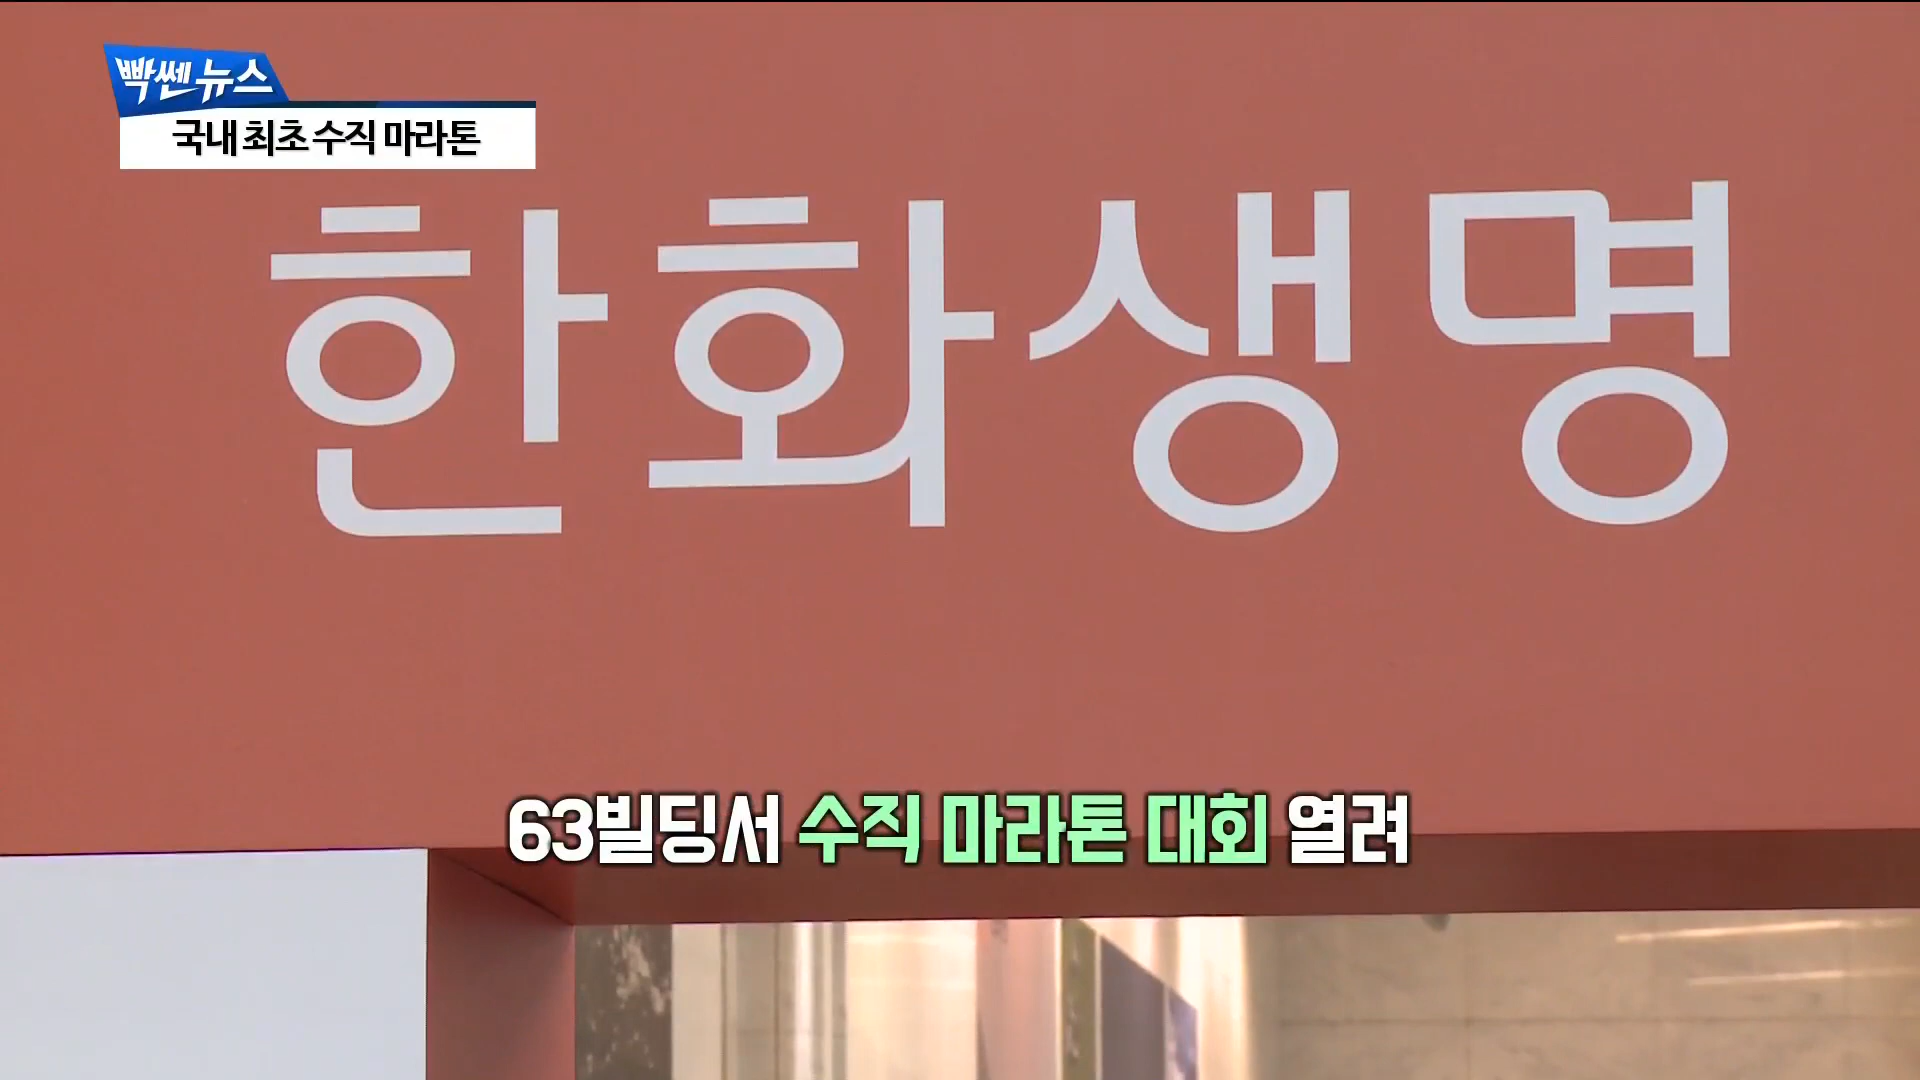 빡쎈뉴스
국내 최초 수직 마라톤
한화생명
63빌딩서 수직 마라톤 대회 열려